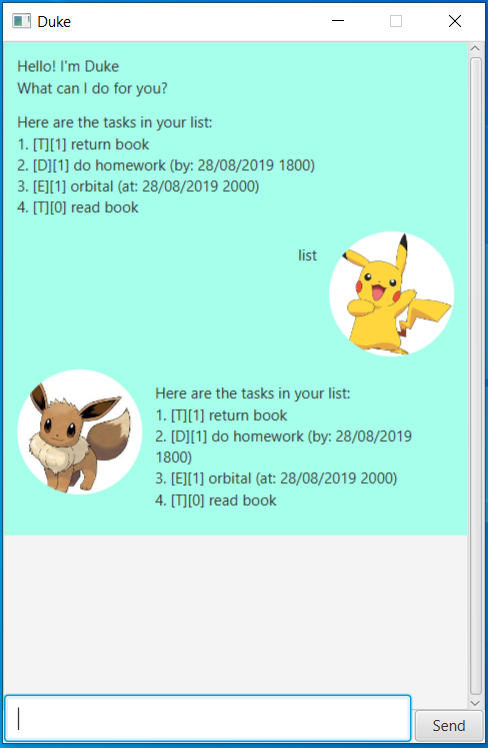 Duke
Hello! I'm Duke
What can I do for you?
Here are the tasks in your list:
1. [T][1] return book
2. [D][1] do homework (by: 28/08/2019 1800)
3. [E][1] orbital (at: 28/08/2019 2000)
4. [T][0] read book
list
Here are the tasks in your list:
1. [T][1] return book
2. [D][1] do homework (by: 28/08/2019
1800)
3. [E][1] orbital (at: 28/08/2019 2000)
4. [T][0] read book
Send